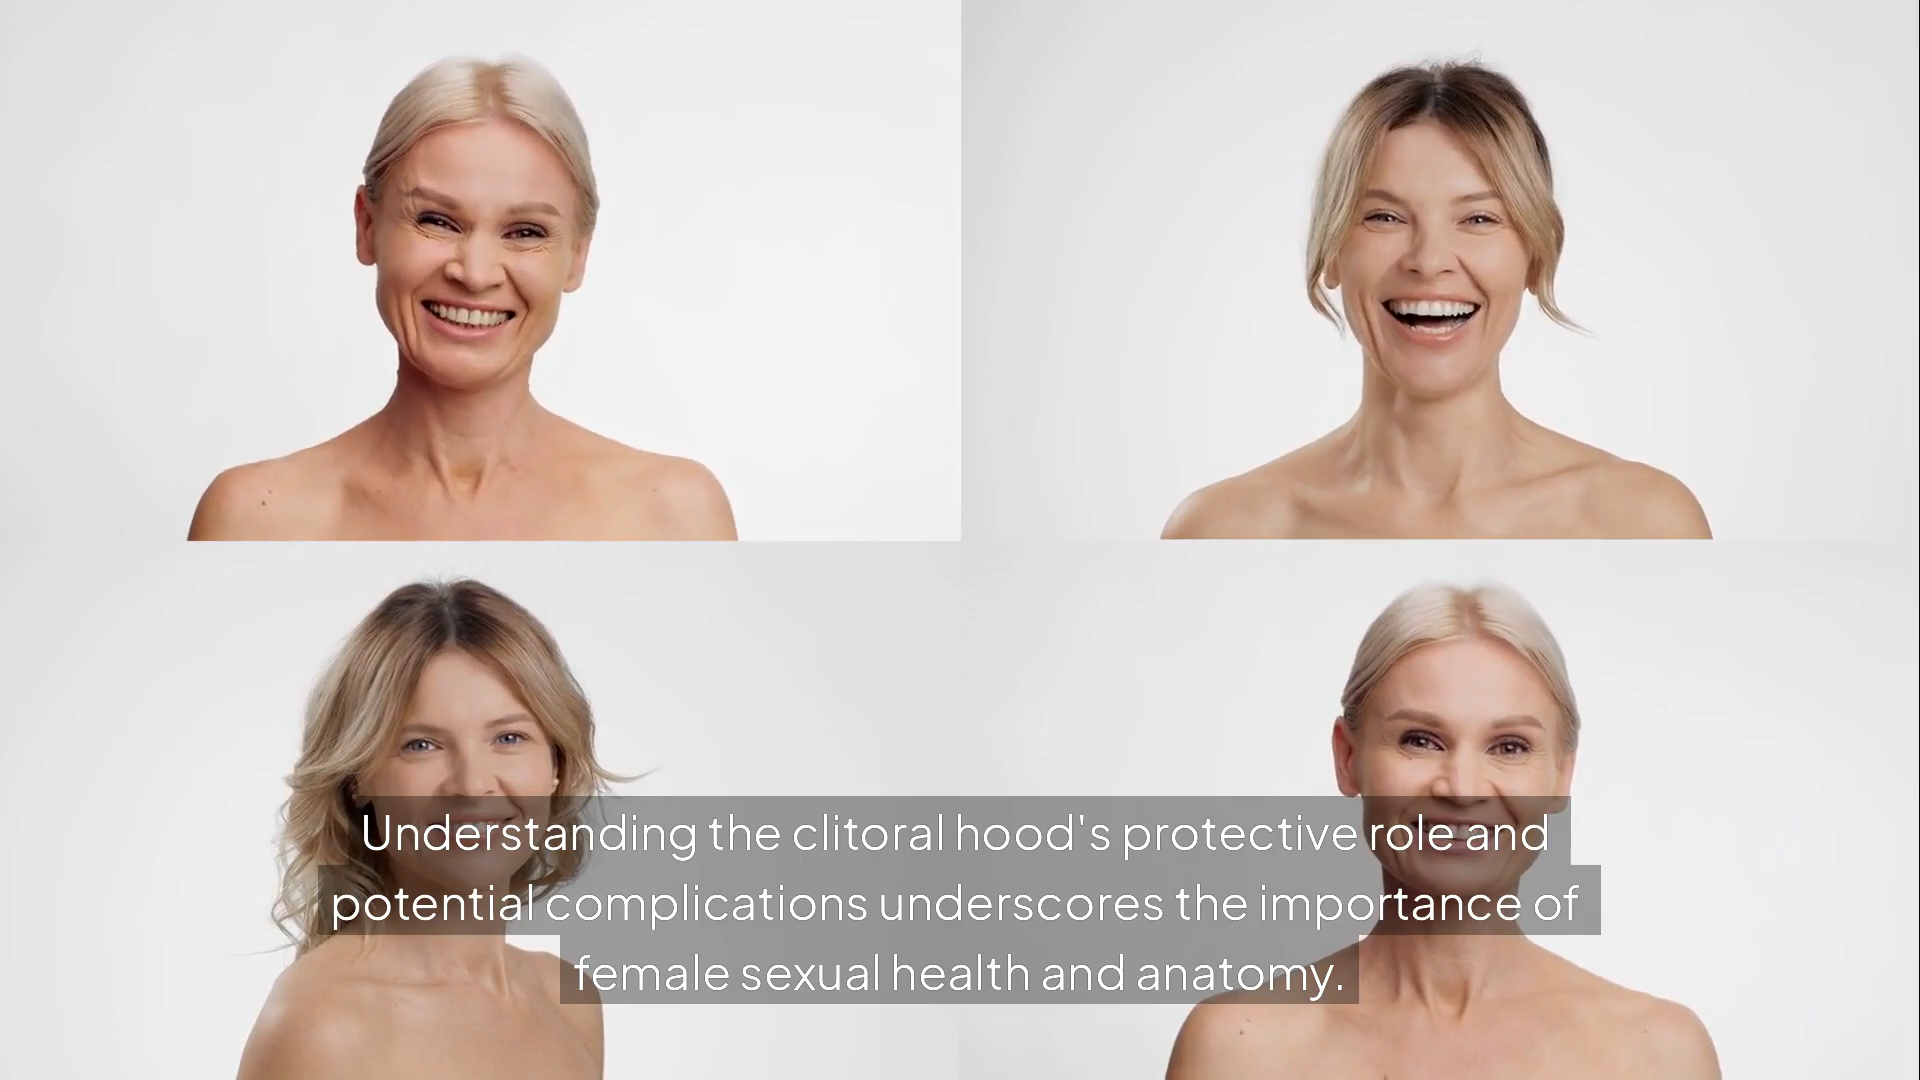 Understanding the clitoral hood's protective role and
potential complications underscores the importance of
female sexual health and anatomy.